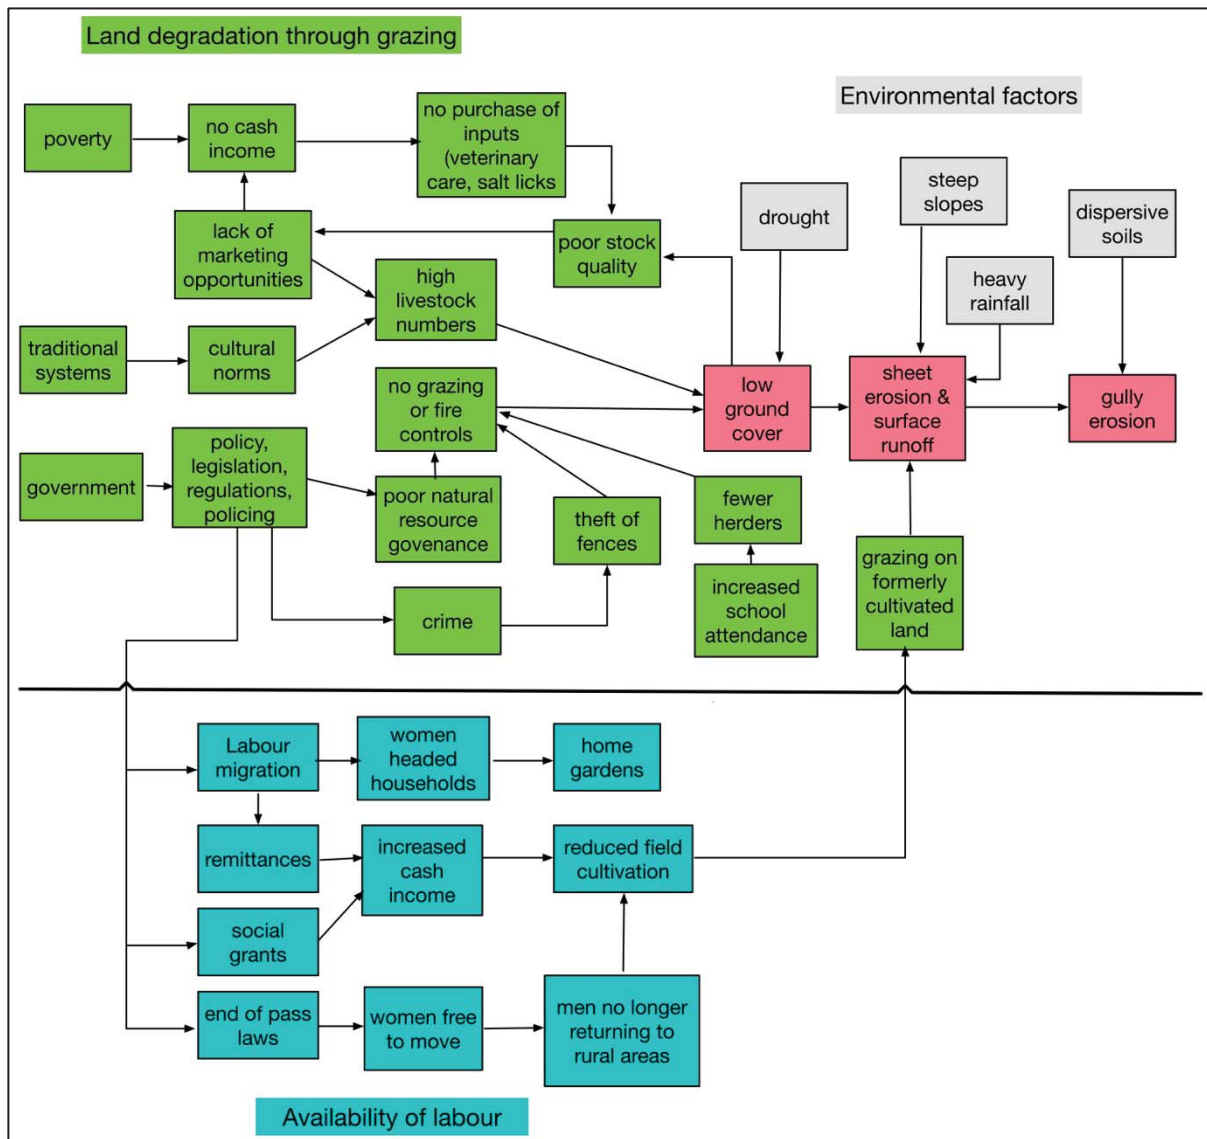 Land degradation through grazing
Environmental factors
poverty
no cash
income
no purchase of
inputs
(veterinary
care, salt licks
lack of
marketing
opportunities
poor stock
quality
drought
steep
slopes
dispersive
soils
heavy
rainfall
high
livestock
numbers
traditional
systems
cultural
norms
no grazing
or fire
controls
low
ground
cover
sheet
erosion &
surface
runoff
gully
erosion
government
policy,
legislation,
regulations,
policing
poor natural
resource
govenance
theft of
fences
fewer
herders
increased
school
attendance
grazing on
formerly
cultivated
land
crime
Labour
migration
women
headed
households
home
gardens
remittances
increased
cash
income
reduced field
cultivation
social
grants
end of pass
laws
women free
to move
men no longer
returning to
rural areas
Availability of labour